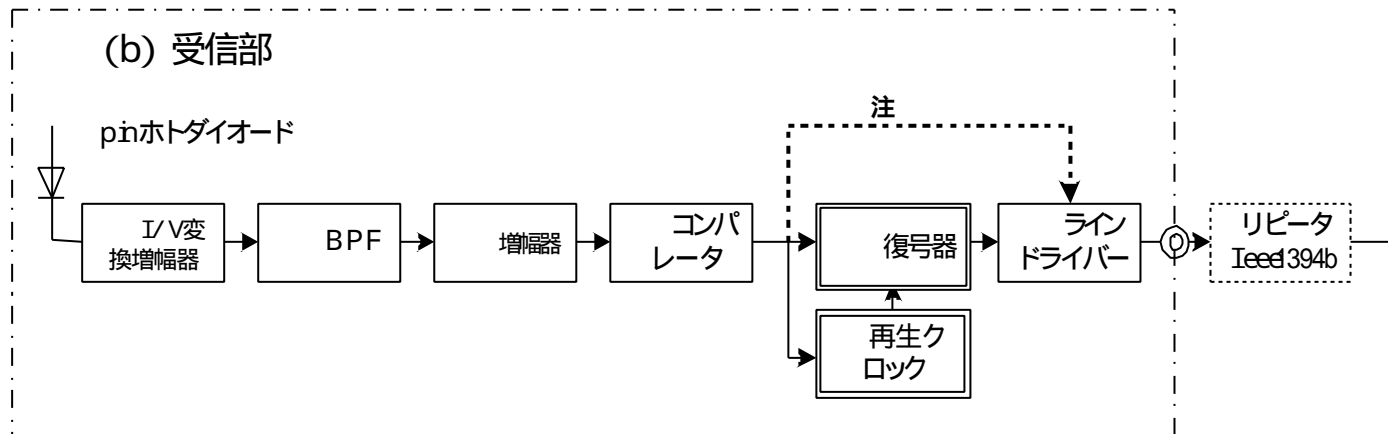 (b) 受信部
注
pinホトダイオード
I/V変
換増幅器
BPF
増幅器
コンパ
レータ
復号器
ライン
ドライバー
リピータ
Ieee1394b
再生ク
ロック